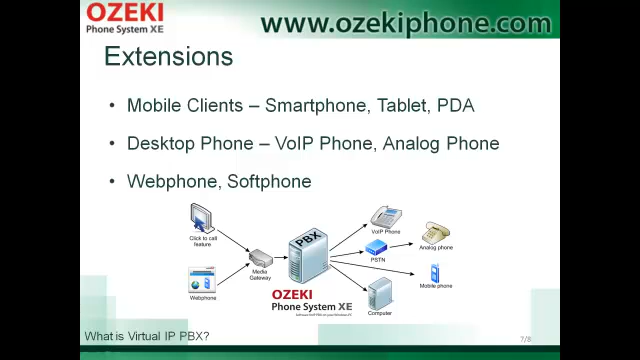 OZEKI
Phone System XE
www.ozekiphone.com
Extensions
• Mobile Clients – Smartphone, Tablet, PDA
• Desktop Phone – VoIP Phone, Analog Phone
• Webphone, Softphone
Click to call
feature
Webphone
Media
Gateway
PBX
VoIP Phone
Analog phone
PSTN
Mobile phone
Computer
OZEKI
Phone System XE
What is Virtual IP PBX?
7/8